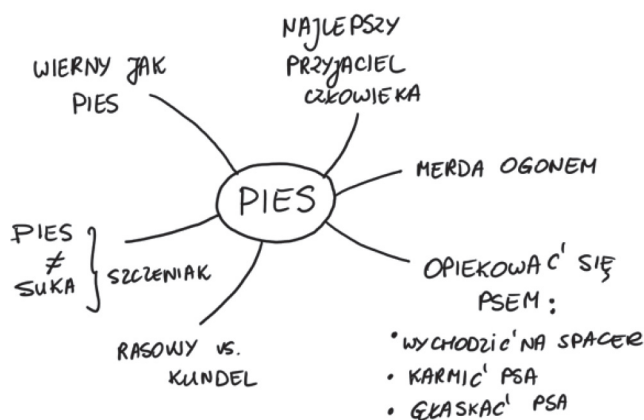 NAJLEPSZY
PRZYJACIEL
CZŁOWIEKA
WIERNY JAK
PIES
MERDA OGONEM
PIES
PIES
≠
SUKA
SZCZENIAK
OPIEKOWAĆ SIĘ
PSEM:
• WYCHODZIĆ NA SPACER
• KARMIĆ PSA
• GŁASKAĆ PSA
RASOWY vs.
KUNDEL